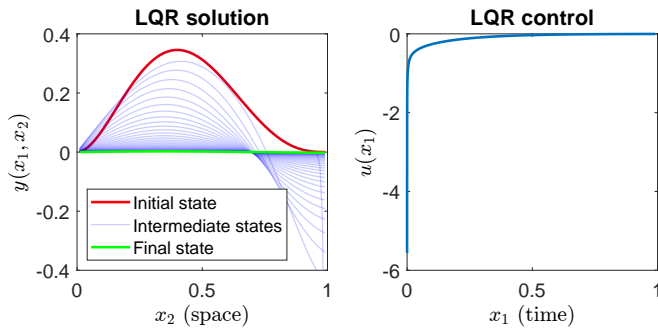 LQR solution
0.4
0.2
0
-0.2
-0.4
y(x₁, x₂)
Initial state
Intermediate states
Final state
0
0.5
1
x₂ (space)
LQR control
0
-2
-4
-6
u(x₁)
0
0.5
1
x₁ (time)